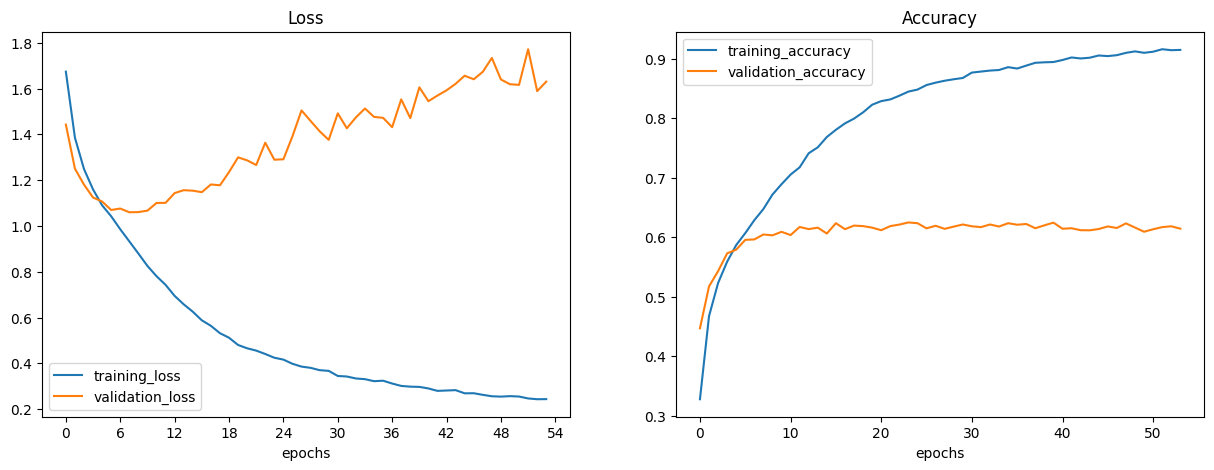 Loss
1.8
1.6
1.4
1.2
1.0
0.8
0.6
0.4
0.2
training_loss
validation_loss
0 6 12 18 24 30 36 42 48 54
epochs
Accuracy
training_accuracy
validation_accuracy
0.9
0.8
0.7
0.6
0.5
0.4
0.3
0 10 20 30 40 50
epochs